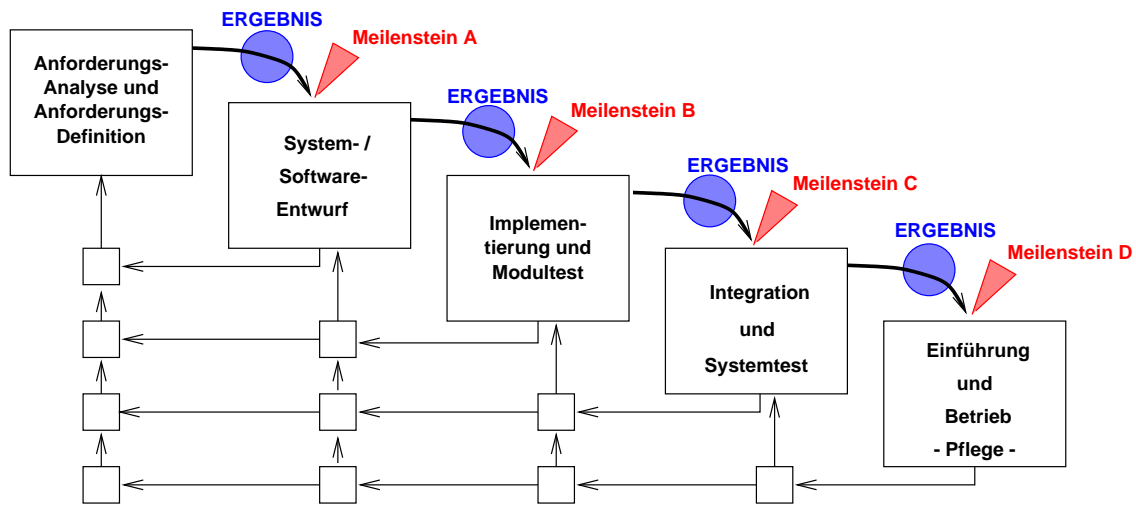 ERGEBNIS
Meilenstein A
Anforderungs-
Analyse und
Anforderungs-
Definition
ERGEBNIS
Meilenstein B
System- /
Software-
Entwurf
ERGEBNIS
Meilenstein C
Implemen-
tierung und
Modultest
ERGEBNIS
Meilenstein D
Integration
und
Systemtest
Einführung
und
Betrieb
- Pflege -